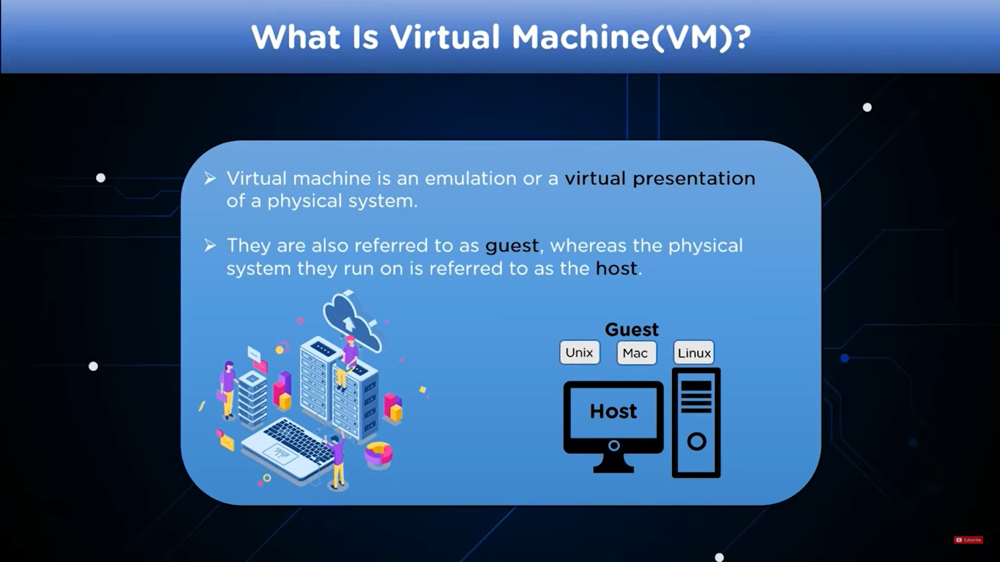 What Is Virtual Machine(VM)?
Virtual machine is an emulation or a virtual presentation
of a physical system.
They are also referred to as guest, whereas the physical
system they run on is referred to as the host.
Guest
Unix
Mac
Linux
Host
Subscribe